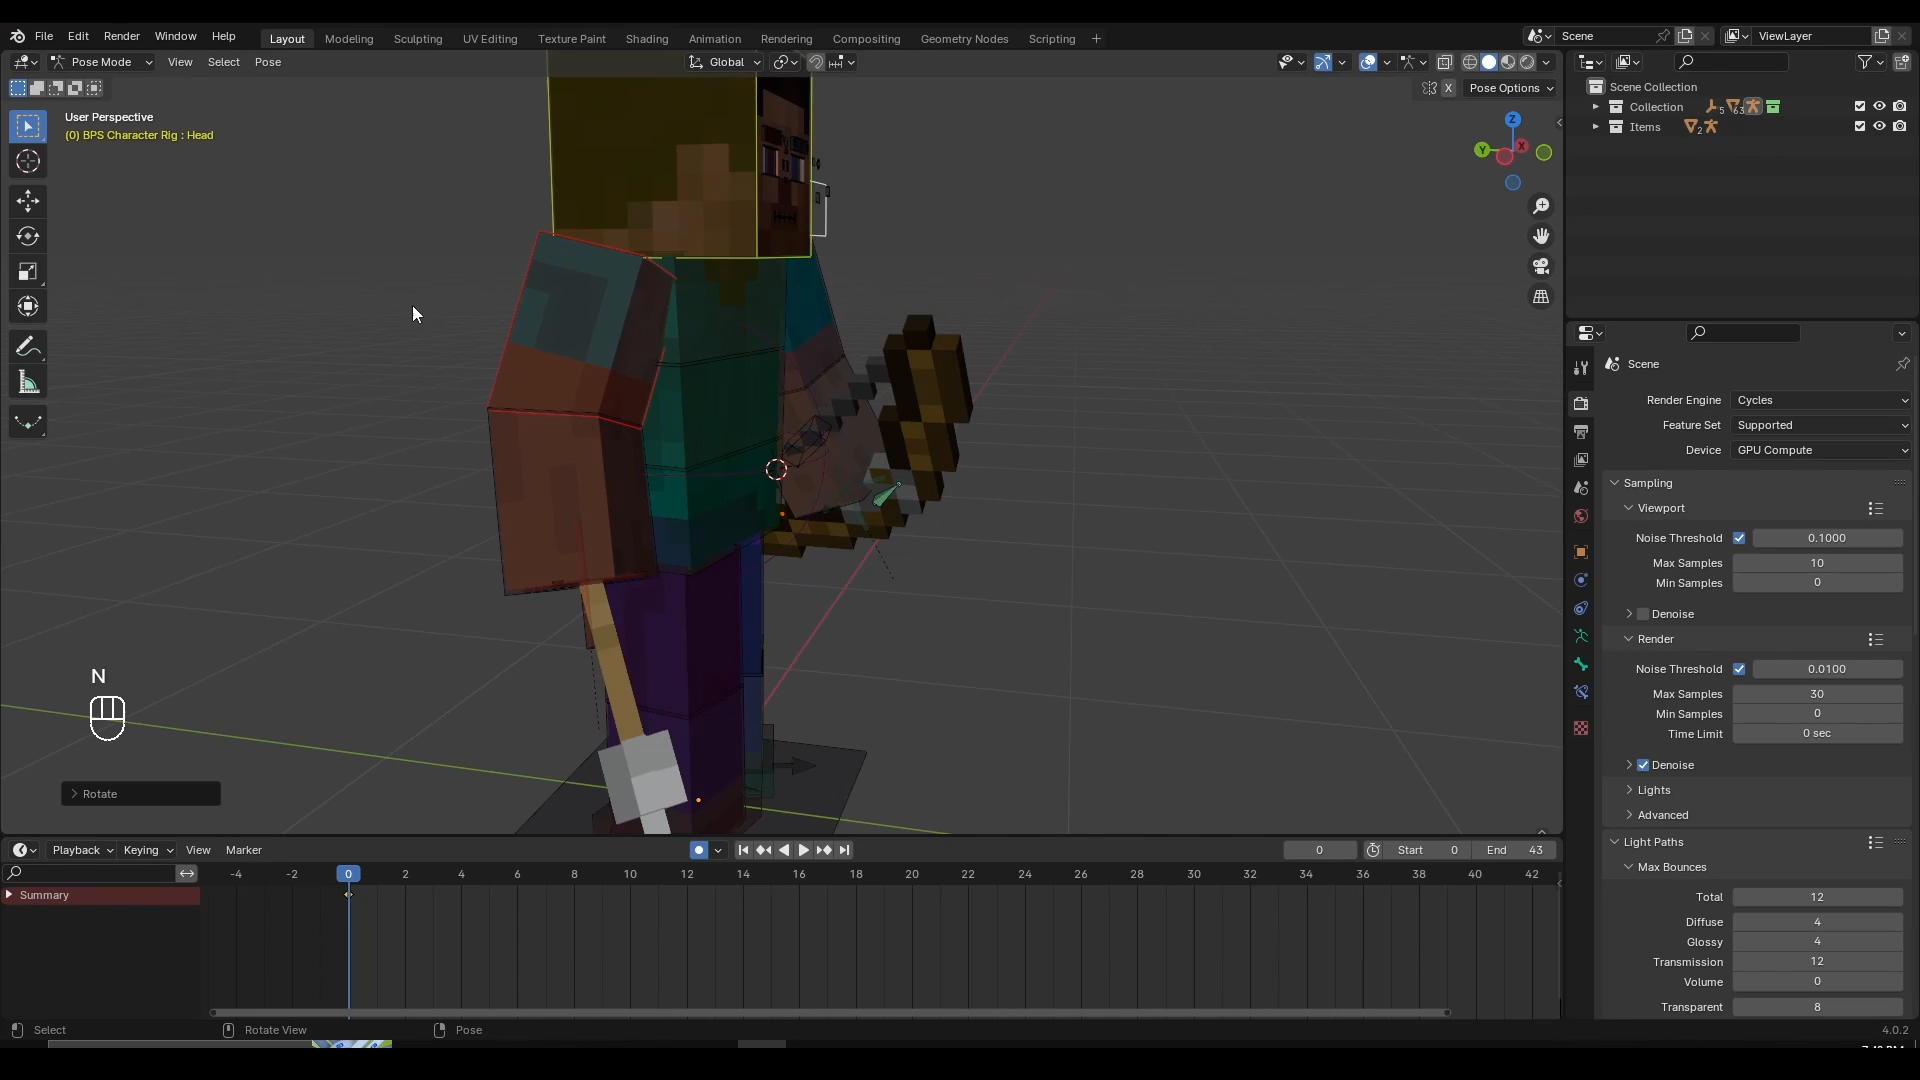 File Edit Render Window Help
Layout Modeling Sculpting UV Editing Texture Paint Shading Animation Rendering Compositing Geometry Nodes Scripting +
Scene
ViewLayer
Pose Mode View Select Pose
Global
X Pose Options
User Perspective
(0) BPS Character Rig : Head
Z
Y
X
N
Rotate
Scene Collection
Collection 5 63
Items 2
Scene
Render Engine Cycles
Feature Set Supported
Device GPU Compute
Sampling
Viewport
Noise Threshold 0.1000
Max Samples 10
Min Samples 0
Denoise
Render
Noise Threshold 0.0100
Max Samples 30
Min Samples 0
Time Limit 0 sec
Denoise
Lights
Advanced
Light Paths
Max Bounces
Total 12
Diffuse 4
Glossy 4
Transmission 12
Volume 0
Transparent 8
Playback Keying View Marker
0 Start 0 End 43
-4 -2 0 2 4 6 8 10 12 14 16 18 20 22 24 26 28 30 32 34 36 38 40 42
Summary
Select Rotate View Pose
4.0.2